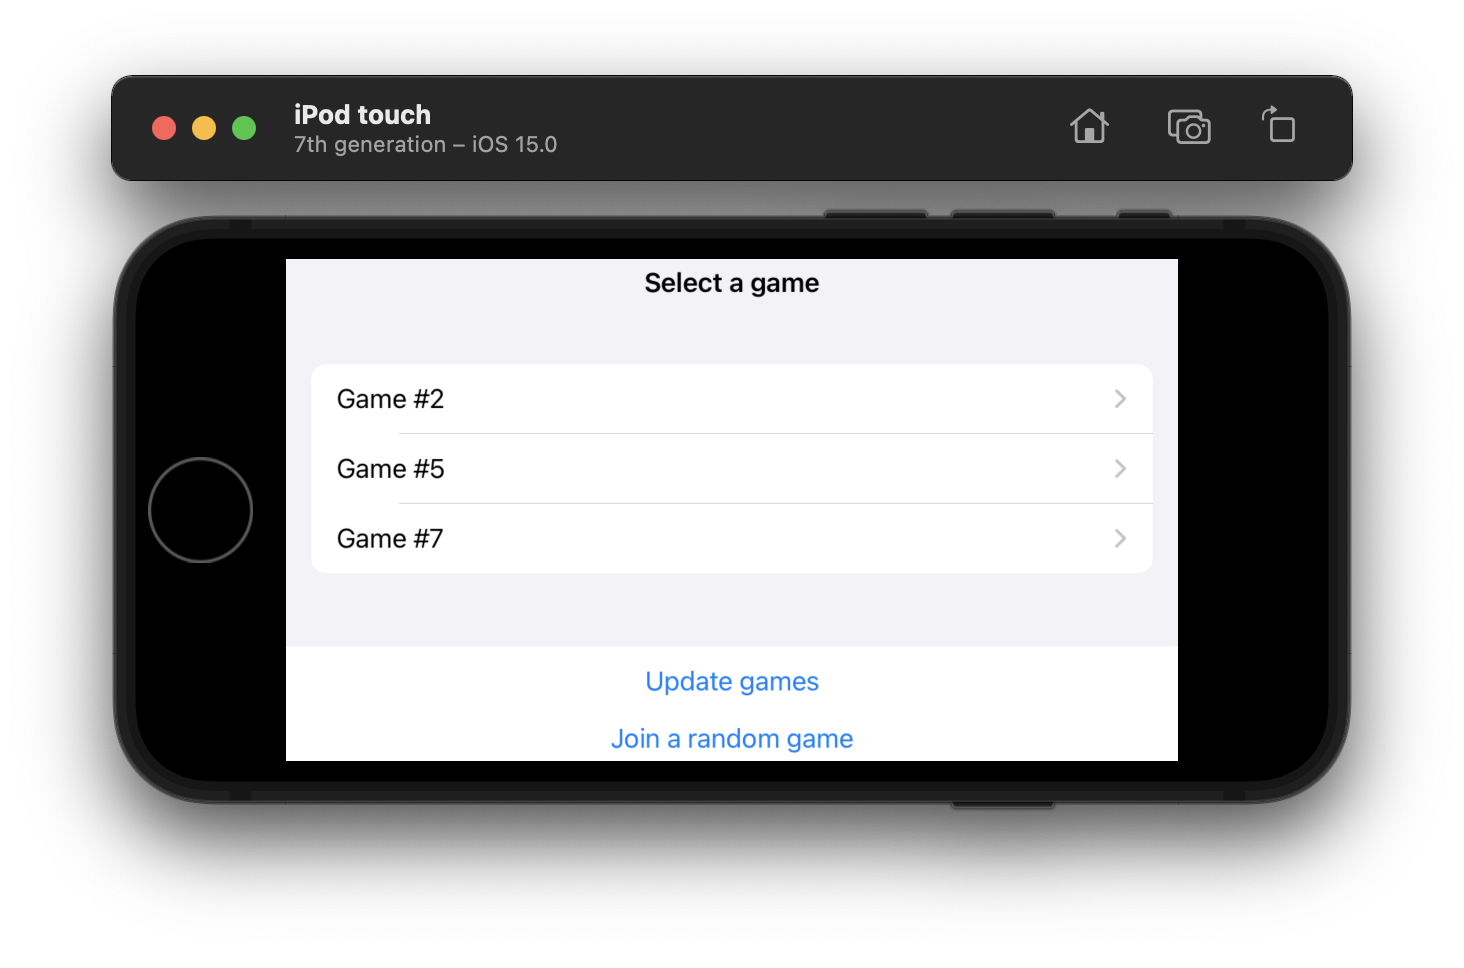 iPod touch
7th generation – iOS 15.0
Select a game
Game #2
Game #5
Game #7
Update games
Join a random game